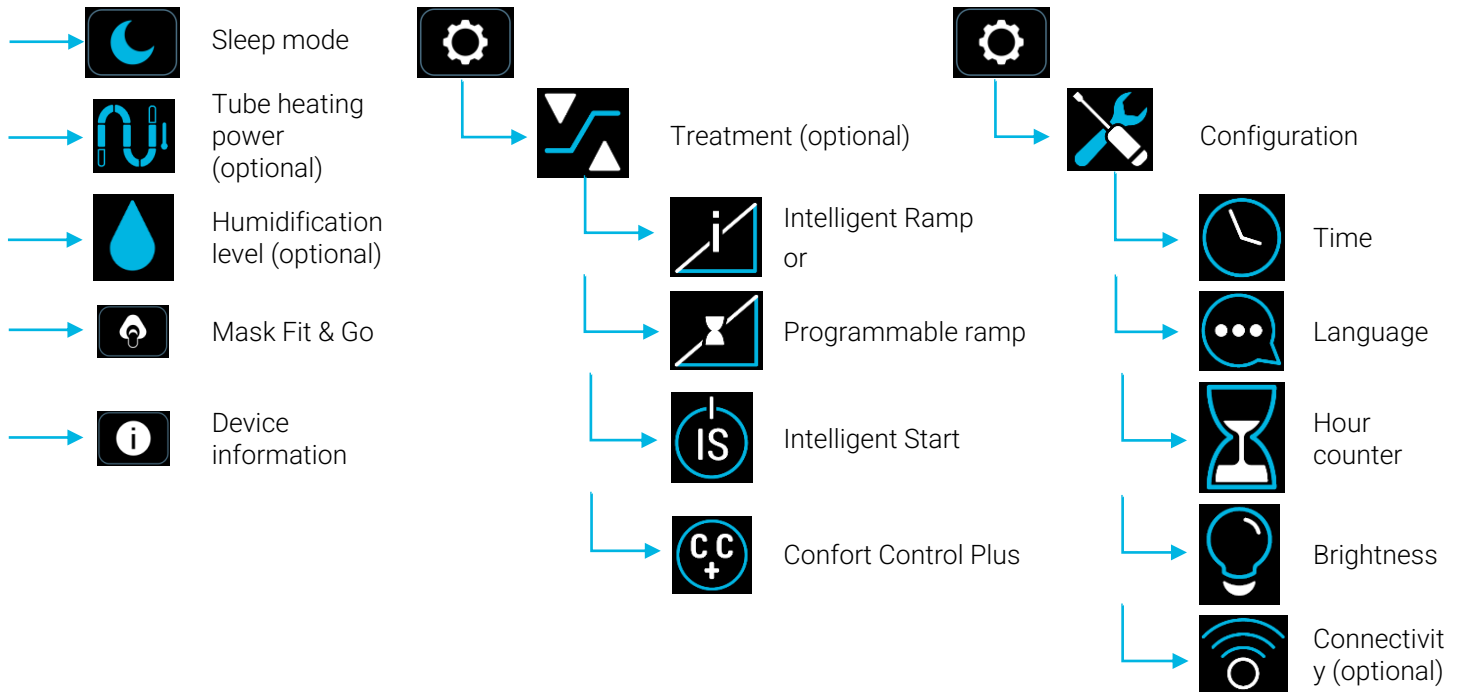 Sleep mode
Tube heating
power
(optional)
Humidification
level (optional)
Mask Fit & Go
i
Device
information
Treatment (optional)
i
Intelligent Ramp
or
Programmable ramp
IS
Intelligent Start
CC
+
Confort Control Plus
Configuration
Time
Language
Hour
counter
Brightness
Connectivit
y (optional)